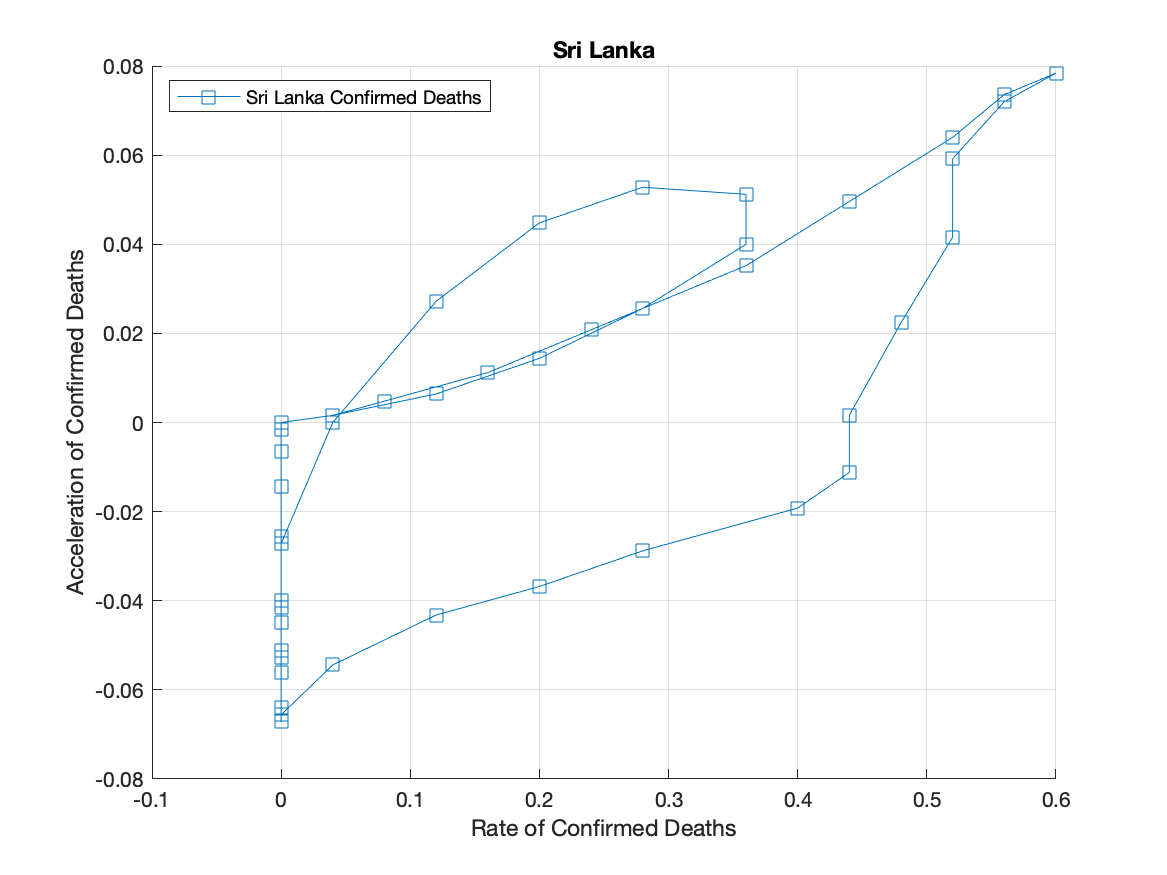 Sri Lanka
Sri Lanka Confirmed Deaths
0.08
0.06
0.04
0.02
0
-0.02
-0.04
-0.06
-0.08
Acceleration of Confirmed Deaths
-0.1 0 0.1 0.2 0.3 0.4 0.5 0.6
Rate of Confirmed Deaths